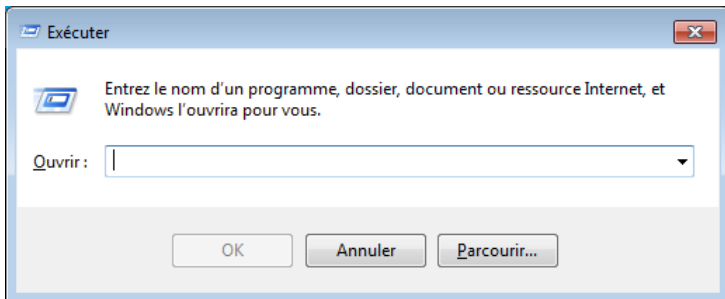 Exécuter
Entrez le nom d'un programme, dossier, document ou ressource Internet, et
Windows l'ouvrira pour vous.
Ouvrir :
OK Annuler Parcourir...